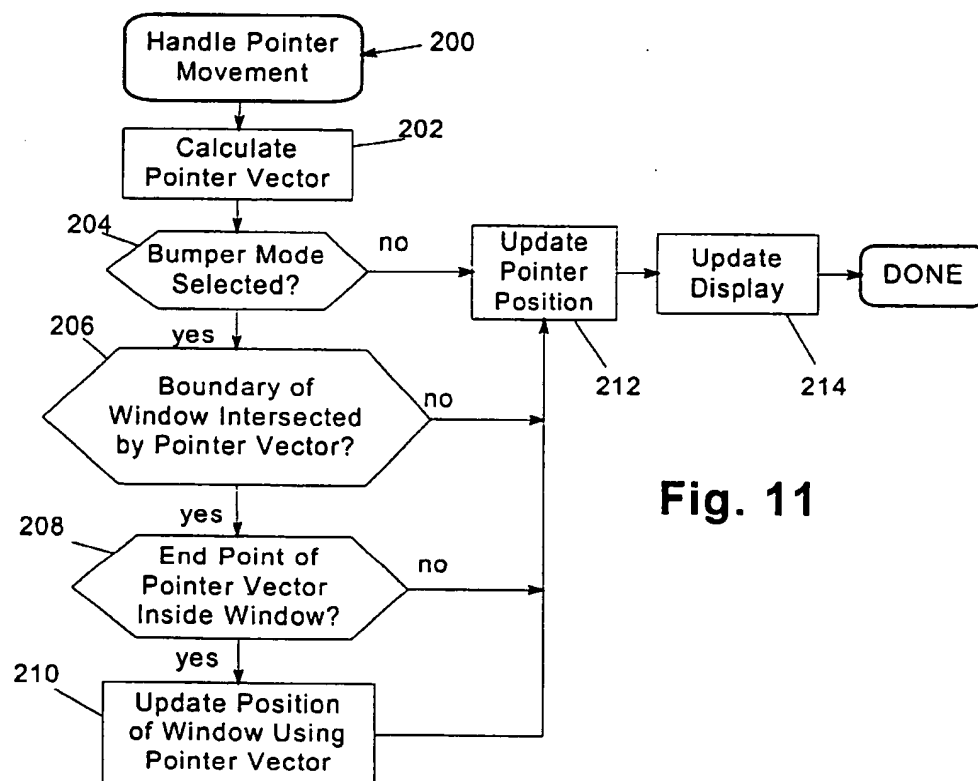 Handle Pointer
Movement
200
Calculate
Pointer Vector
202
204
Bumper Mode
Selected?
no
yes
Update
Pointer
Position
212
Update
Display
214
DONE
206
Boundary of
Window Intersected
by Pointer Vector?
no
yes
208
End Point of
Pointer Vector
Inside Window?
no
yes
210
Update Position
of Window Using
Pointer Vector
Fig. 11